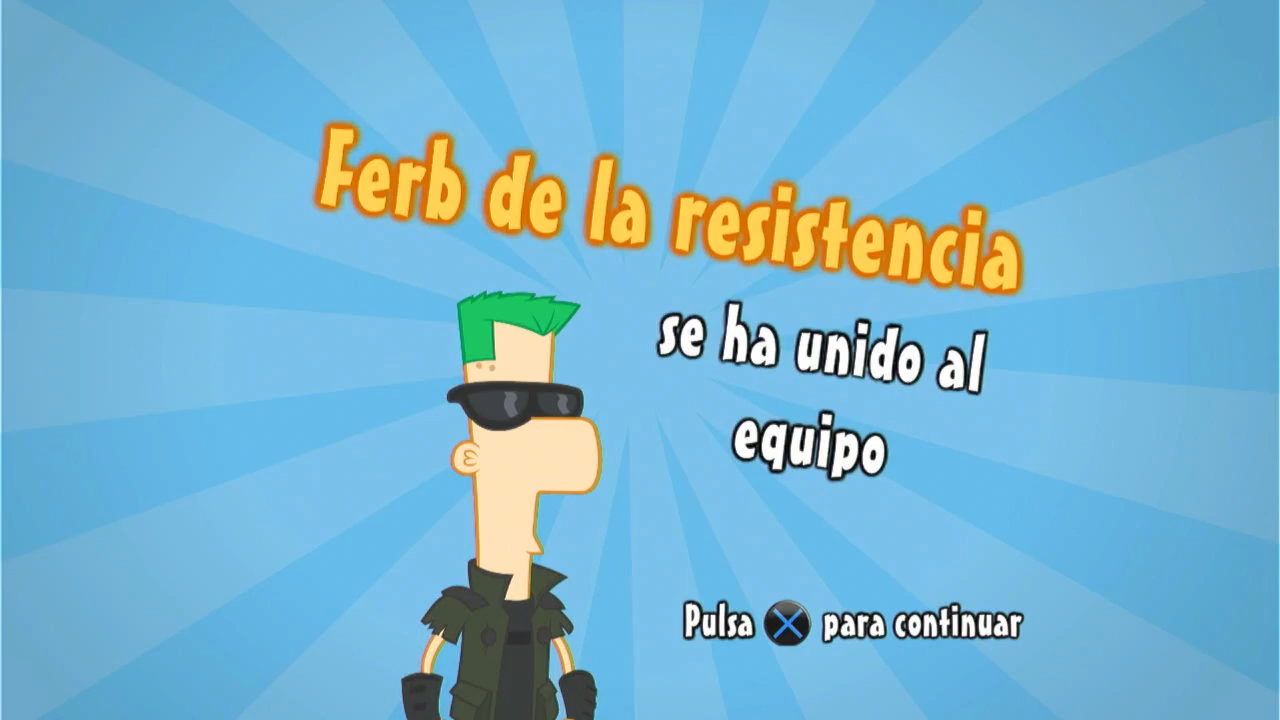 Ferb de la resistencia
se ha unido al
equipo
Pulsa para continuar